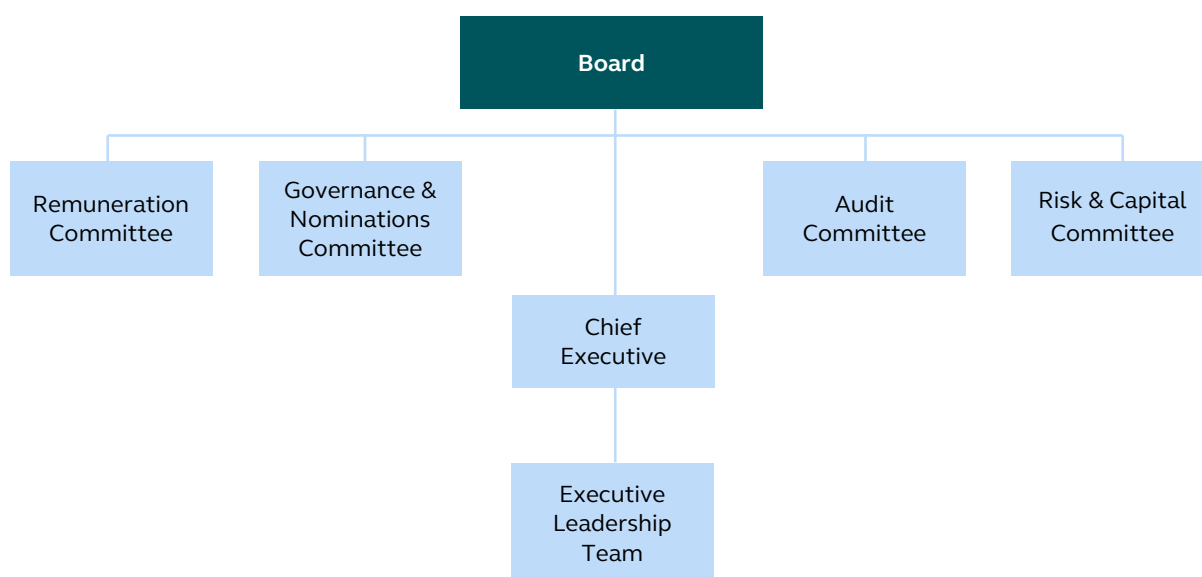 Board
Remuneration
Committee
Governance &
Nominations
Committee
Audit
Committee
Risk & Capital
Committee
Chief
Executive
Executive
Leadership
Team